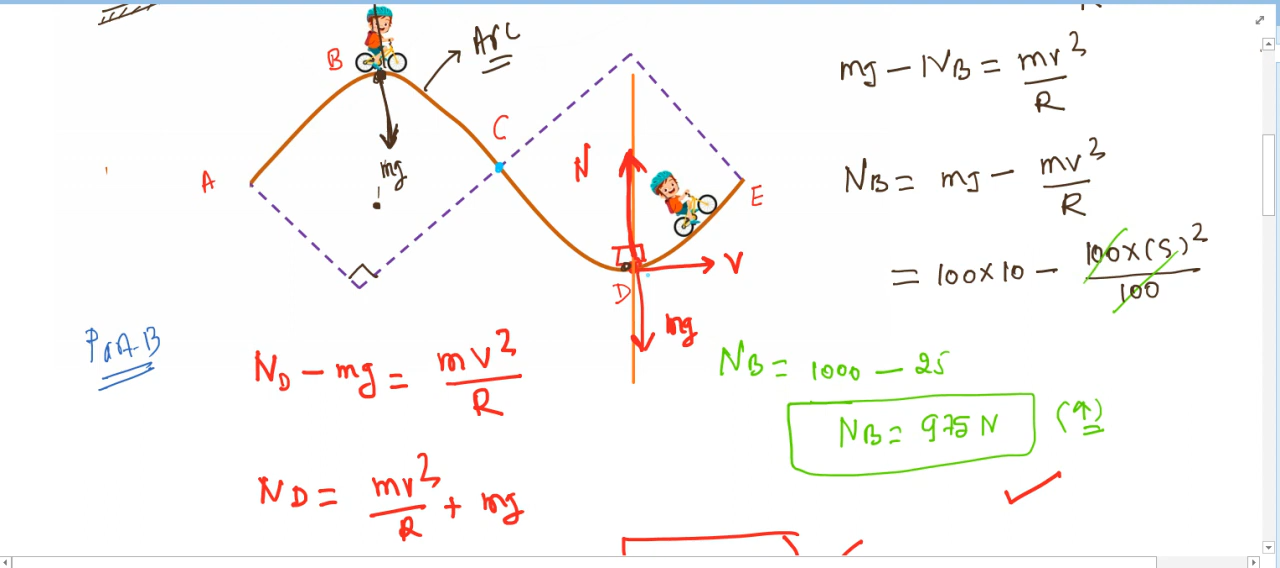 B
Arc
mg
A
C
N
E
V
D
mg
Part-B
N_D - mg = mv²/R
N_D = mv²/R + mg
mg - N_B = mv²/R
N_B = mg - mv²/R
= 100×10 - 100×(5)²/100
N_B = 1000 - 25
N_B = 975 N (↑)